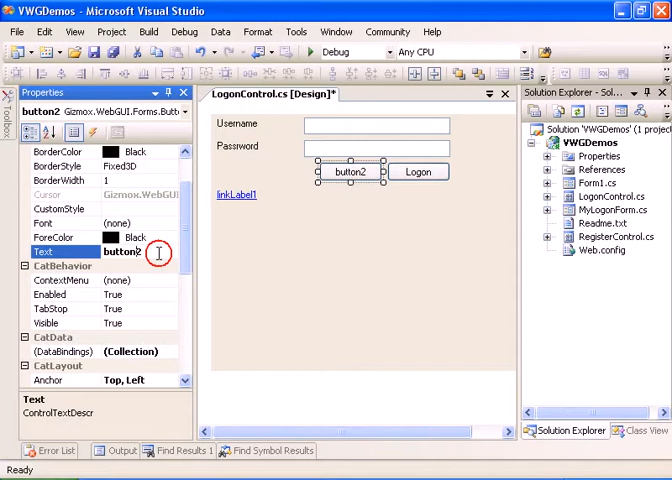 VWGDemos - Microsoft Visual Studio
File Edit View Project Build Debug Data Format Tools Window Community Help
Debug Any CPU
Toolbox
Properties
button2 Gizmox.WebGUI.Forms.Butto
BorderColor Black
BorderStyle Fixed3D
BorderWidth 1
Cursor Gizmox.WebGUI
CustomStyle
Font (none)
ForeColor Black
Text button2
CatBehavior
ContextMenu (none)
Enabled True
TabStop True
Visible True
CatData
(DataBindings) (Collection)
CatLayout
Anchor Top, Left
Text
ControlTextDescr
LogonControl.cs [Design]*
Username
Password
button2 Logon
linkLabel1
Solution Explorer - Sol...
Solution 'VWGDemos' (1 project
VWGDemos
Properties
References
Form1.cs
LogonControl.cs
MyLogonForm.cs
Readme.txt
RegisterControl.cs
Web.config
Solution Explorer Class View
Error List Output Find Results 1 Find Symbol Results
Ready